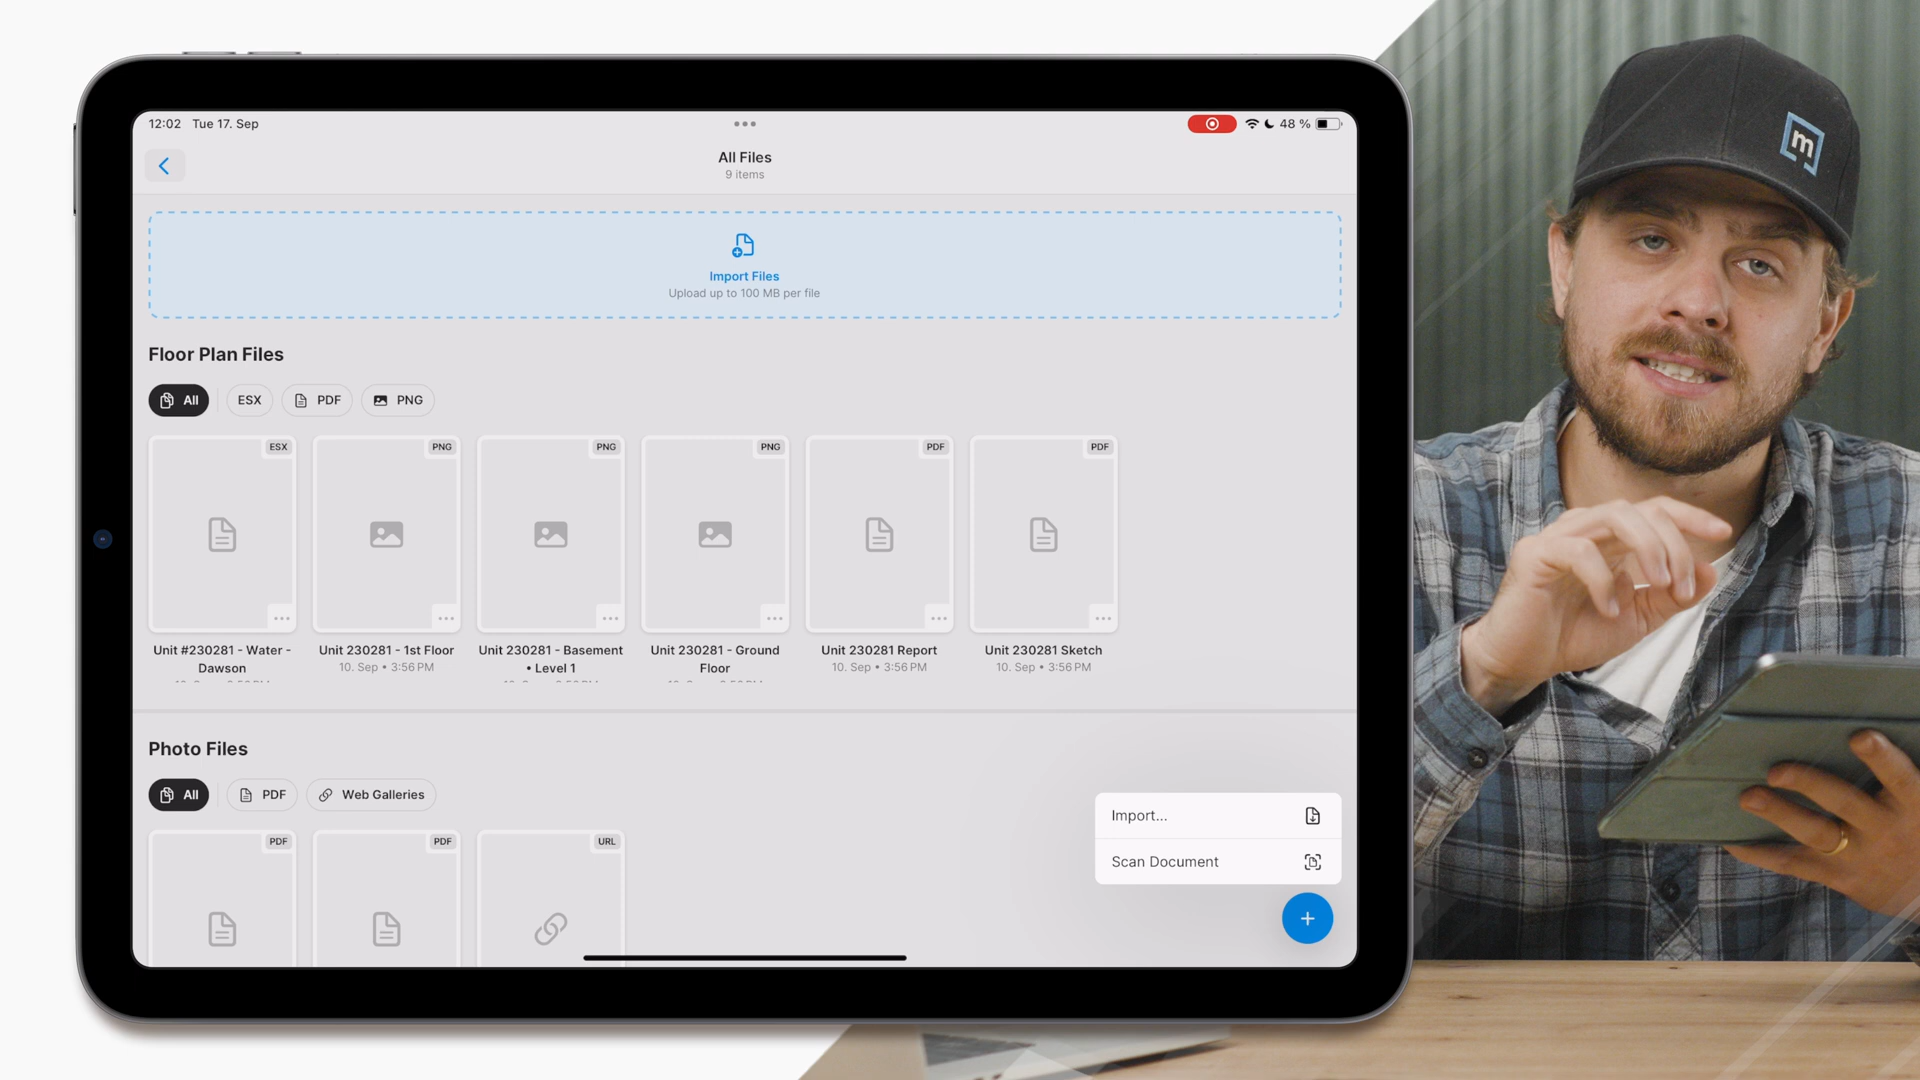 12:02 Tue 17. Sep
48 %
All Files
9 items
Import Files
Upload up to 100 MB per file
Floor Plan Files
All
ESX
PDF
PNG
ESX
PNG
PNG
PNG
PDF
PDF
Unit #230281 - Water -
Dawson
Unit 230281 - 1st Floor
10. Sep • 3:56 PM
Unit 230281 - Basement
• Level 1
Unit 230281 - Ground
Floor
Unit 230281 Report
10. Sep • 3:56 PM
Unit 230281 Sketch
10. Sep • 3:56 PM
Photo Files
All
PDF
Web Galleries
PDF
PDF
URL
Import...
Scan Document
m